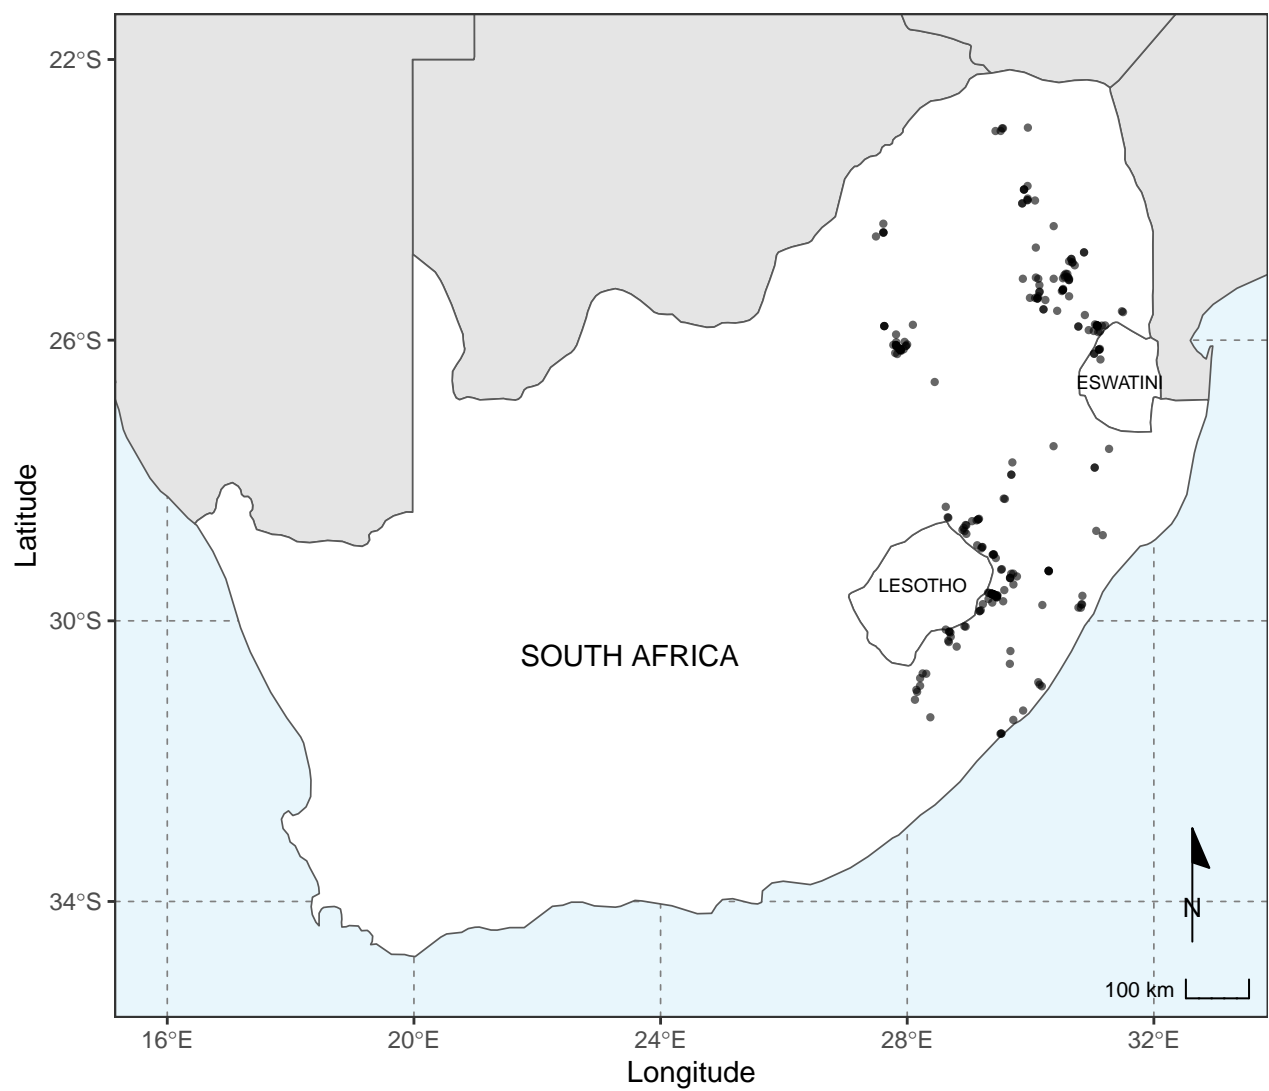 22°S
26°S
30°S
34°S
Latitude
ESWATINI
LESOTHO
SOUTH AFRICA
N
100 km
16°E
20°E
24°E
28°E
32°E
Longitude